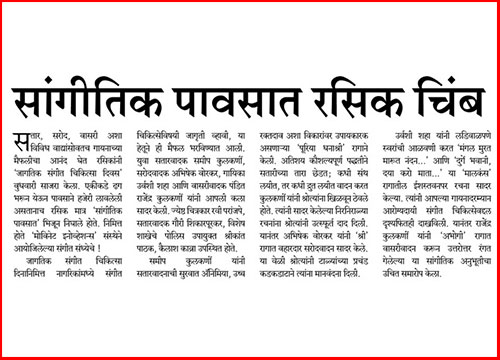 सांगीतिक पावसात रसिक चिंब
सतार, सरोद, बासरी अशा
विविध वाद्यांसोबतच गायनाच्या
मैफलीचा आनंद घेत रसिकांनी
'जागतिक संगीत चिकित्सा दिवस'
बुधवारी साजरा केला. एकीकडे ढग
भरून येऊन पावसाने हजेरी लावलेली
असतानाच रसिक मात्र 'सांगीतिक
पावसात' भिजून निघाले होते. निमित्त
होते 'मोबिनेट इनोव्हेशन्स' संस्थेने
आयोजिलेल्या संगीत संध्येचे !
जागतिक संगीत चिकित्सा
दिनानिमित्त नागरिकांमध्ये संगीत
चिकित्सेविषयी जागृती व्हावी, या
हेतूने ही मैफल भरविण्यात आली.
युवा सतारवादक समीप कुलकर्णी,
सरोदवादक अभिषेक बोरकर, गायिका
उर्वशी शहा आणि बासरीवादक पंडित
राजेंद्र कुलकर्णी यांनी आपली कला
सादर केली. ज्येष्ठ चित्रकार रवी परांजपे,
सतारवादक गौरी शिकारपूरकर, विशेष
शाखेचे पोलिस उपायुक्त श्रीकांत
पाठक, कैलाश काळा उपस्थित होते.
समीप कुलकर्णी यांनी
सतारवादनाची सुरवात अ‍ॅनिमिया, उच्च
रक्तदाब अशा विकारांवर उपायकारक
असणाऱ्या 'पूरिया धनाश्री' रागाने
केली. अतिशय कौशल्यपूर्ण पद्धतीने
सतारीच्या तारा छेडत; कधी संथ
लयीत, तर कधी द्रुत लयीत वादन करत
कुलकर्णी यांनी श्रोत्यांना खिळवून ठेवले
होते. त्यांनी सादर केलेल्या निरनिराळ्या
रचनांना श्रोत्यांनी उत्स्फूर्त दाद दिली.
यानंतर अभिषेक बोरकर यांनी 'श्री'
रागात बहारदार सरोदवादन सादर केले.
या वेळी श्रोत्यांनी टाळ्यांच्या प्रचंड
कडकडाटाने त्यांना मानवंदना दिली.
उर्वशी शहा यांनी लडिवाळपणे
स्वरांची आळवणी करत 'मंगल मुरत
मारूत नंदन...' आणि 'दुर्गे भवानी,
दया करो माता...' या 'मालकंस'
रागातील ईशस्तवनपर रचना सादर
केल्या. त्यांनी आपल्या गायनादरम्यान
आरोग्यदायी संगीत चिकित्सेबद्दल
दृश्यफितही दाखविली. यानंतर राजेंद्र
कुलकर्णी यांनी 'अभोगी' रागात
बासरीवादन करून उत्तरोत्तर रंगत
गेलेल्या या सांगीतिक अनुभूतीचा
उचित समारोप केला.